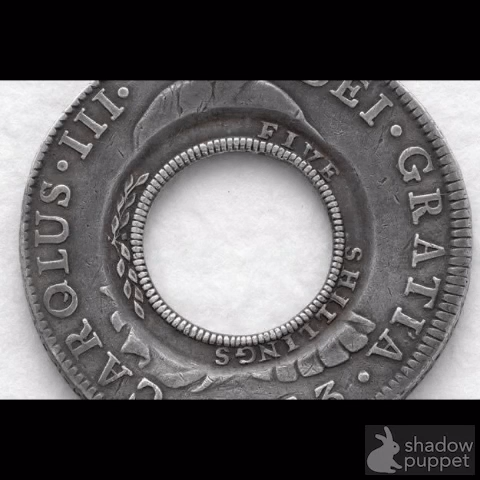 CAROLUS · III ·
DEI · GRATIA ·
FIVE
SHILLINGS
shadow
puppet